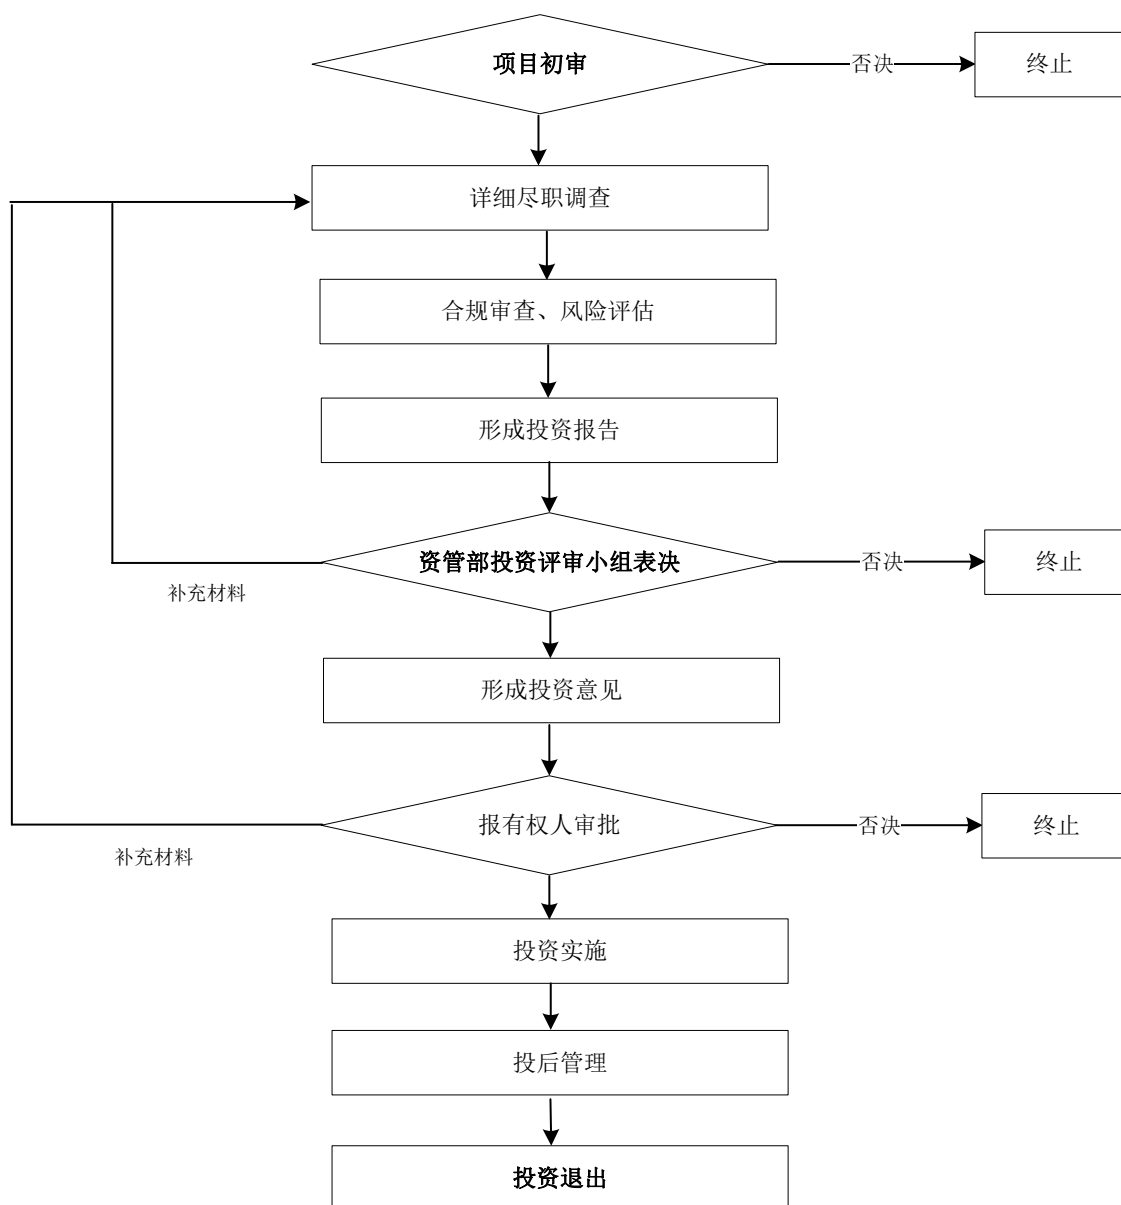 项目初审
否决
终止
详细尽职调查
合规审查、风险评估
形成投资报告
资管部投资评审小组表决
否决
终止
补充材料
形成投资意见
报有权人审批
否决
终止
补充材料
投资实施
投后管理
投资退出